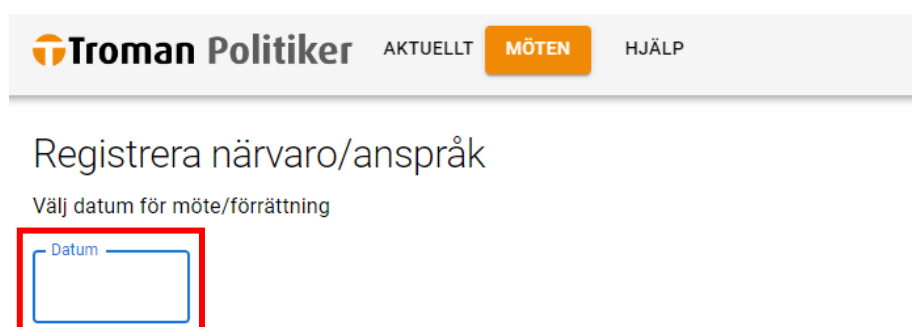 Troman Politiker AKTUELLT MÖTEN HJÄLP
Registrera närvaro/anspråk
Välj datum för möte/förrättning
Datum